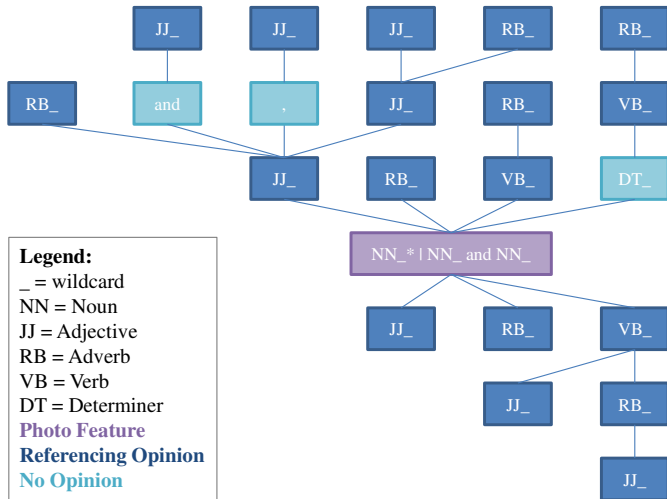 JJ_ JJ_ JJ_ RB_ RB_
RB_ and , JJ_ RB_ VB_
JJ_ RB_ VB_ DT_
NN_* | NN_ and NN_
JJ_ RB_ VB_
JJ_ RB_
JJ_
Legend:
_ = wildcard
NN = Noun
JJ = Adjective
RB = Adverb
VB = Verb
DT = Determiner
Photo Feature
Referencing Opinion
No Opinion